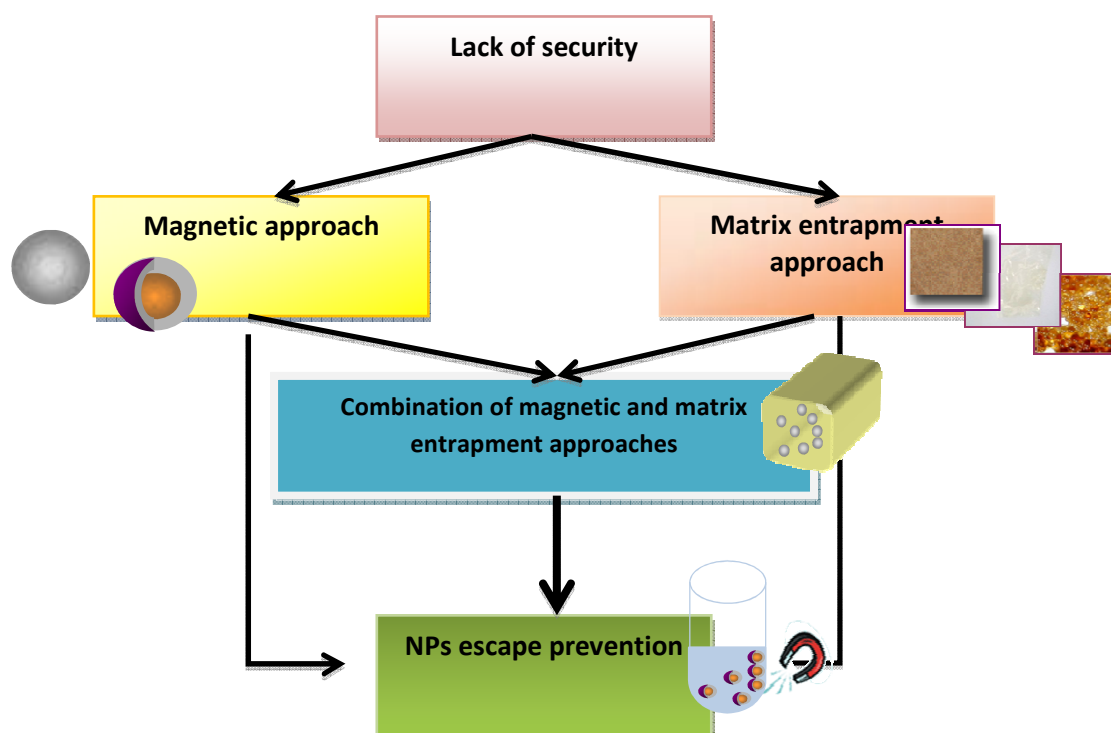 Lack of security
Magnetic approach
Matrix entrapment
approach
Combination of magnetic and matrix
entrapment approaches
NPs escape prevention